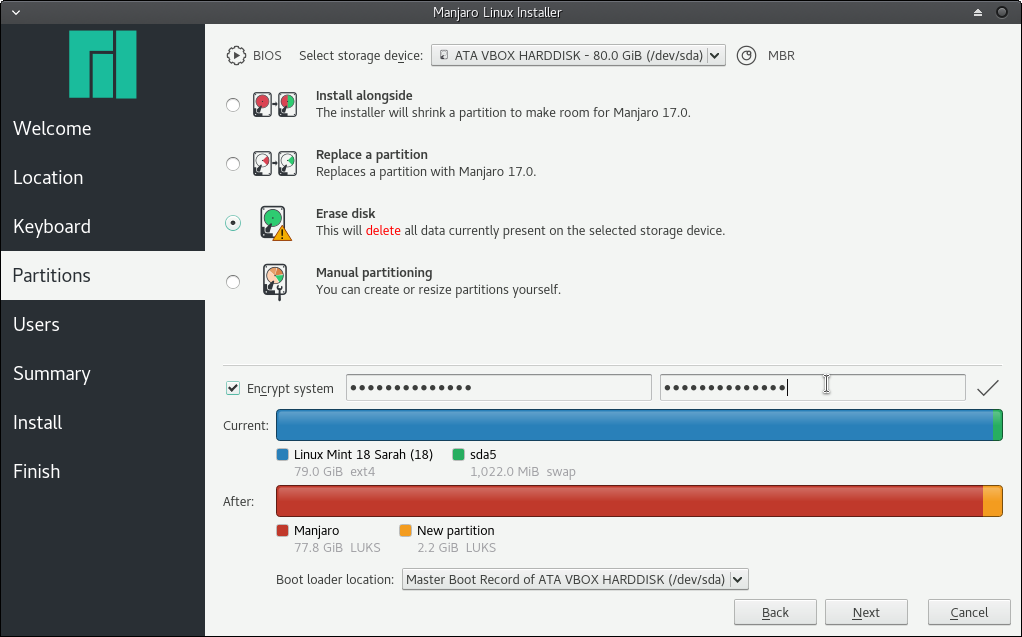 Manjaro Linux Installer
Welcome
Location
Keyboard
Partitions
Users
Summary
Install
Finish
BIOS Select storage device: ATA VBOX HARDDISK - 80.0 GiB (/dev/sda) MBR
Install alongside
The installer will shrink a partition to make room for Manjaro 17.0.
Replace a partition
Replaces a partition with Manjaro 17.0.
Erase disk
This will delete all data currently present on the selected storage device.
Manual partitioning
You can create or resize partitions yourself.
Encrypt system •••••••••••••• ••••••••••••••
Current:
Linux Mint 18 Sarah (18) sda5
79.0 GiB ext4 1,022.0 MiB swap
After:
Manjaro New partition
77.8 GiB LUKS 2.2 GiB LUKS
Boot loader location: Master Boot Record of ATA VBOX HARDDISK (/dev/sda)
Back Next Cancel